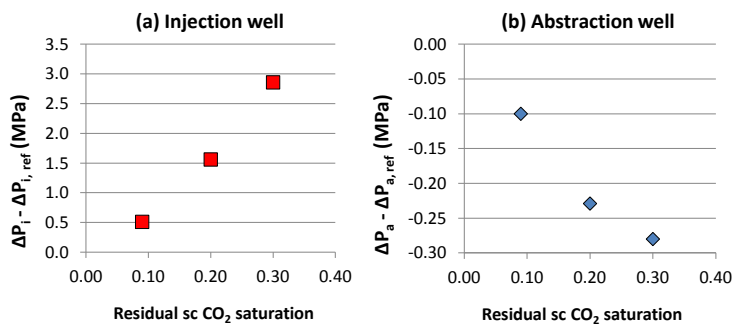 (a) Injection well
3.5
3.0
2.5
2.0
1.5
1.0
0.5
0.0
0.00 0.10 0.20 0.30 0.40
ΔPi - ΔPi, ref (MPa)
Residual sc CO2 saturation
(b) Abstraction well
0.00
-0.05
-0.10
-0.15
-0.20
-0.25
-0.30
0.00 0.10 0.20 0.30 0.40
ΔPa - ΔPa,ref (MPa)
Residual sc CO2 saturation